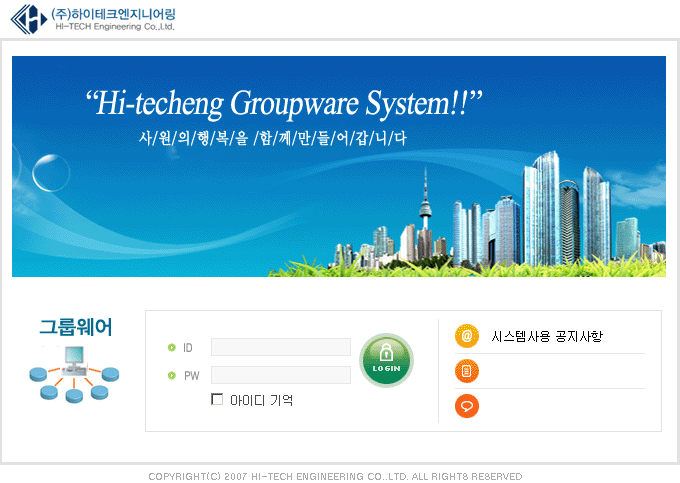 (주)하이테크엔지니어링
HI-TECH Engineering Co.,Ltd.
“Hi-techeng Groupware System!!”
사/원/의/행/복/을 /함/께/만/들/어/갑/니/다
그룹웨어
ID
PW
LOGIN
아이디 기억
@ 시스템사용 공지사항
COPYRIGHT(C) 2007 HI-TECH ENGINEERING CO.,LTD. ALL RIGHTS RESERVED